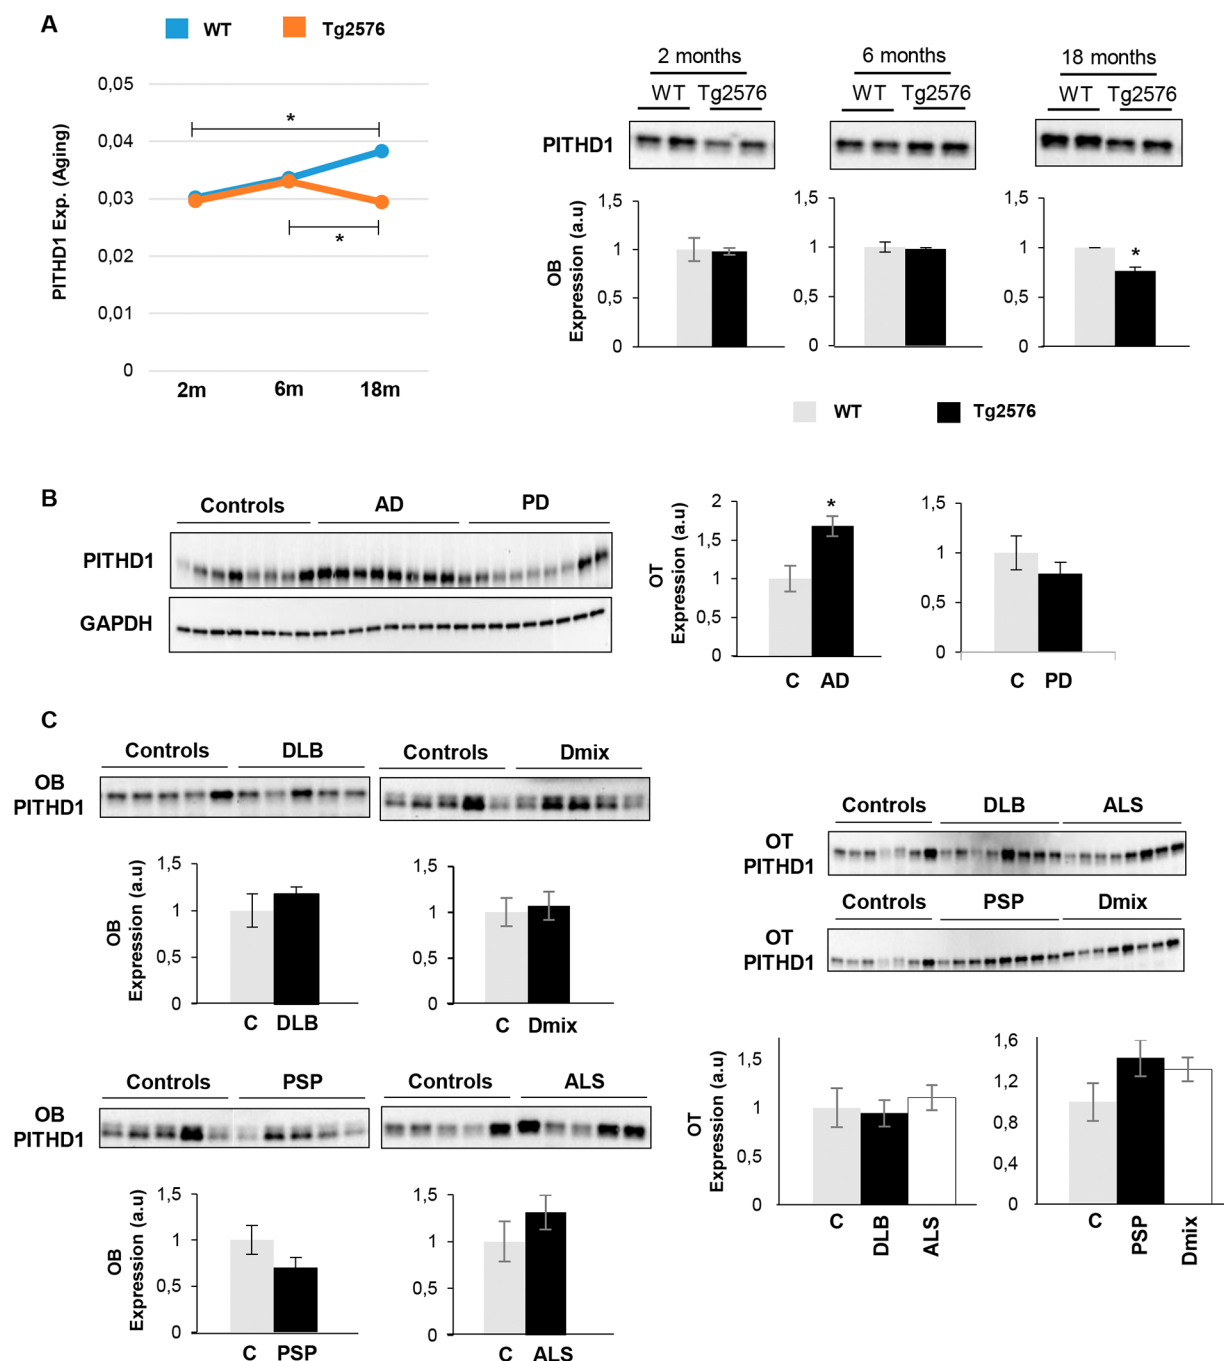 A
WT
Tg2576
0,05
0,04
0,03
0,02
0,01
0
PITHD1 Exp. (Aging)
*
*
2m
6m
18m
2 months
6 months
18 months
WT
Tg2576
WT
Tg2576
WT
Tg2576
PITHD1
OB
Expression (a.u)
1,5
1
0,5
0
1,5
1
0,5
0
1,5
1
0,5
0
*
WT
Tg2576
B
Controls
AD
PD
PITHD1
GAPDH
OT
Expression (a.u)
2
1,5
1
0,5
0
*
C
AD
1,5
1
0,5
0
C
PD
C
Controls
DLB
Controls
Dmix
OB
PITHD1
OB
Expression (a.u)
1,5
1
0,5
0
C
DLB
1,5
1
0,5
0
C
Dmix
Controls
PSP
Controls
ALS
OB
PITHD1
OB
Expression (a.u)
1,5
1
0,5
0
C
PSP
1,5
1
0,5
0
C
ALS
Controls
DLB
ALS
OT
PITHD1
Controls
PSP
Dmix
OT
PITHD1
OT
Expression (a.u)
1,5
1
0,5
0
C
DLB
ALS
1,6
1,2
0,8
0,4
0
C
PSP
Dmix